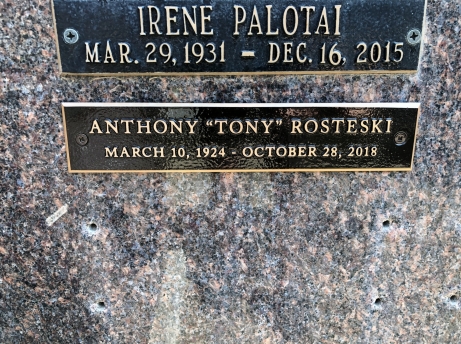 IRENE PALOTAI
MAR. 29, 1931 - DEC. 16, 2015
ANTHONY "TONY" ROSTESKI
MARCH 10, 1924 - OCTOBER 28, 2018